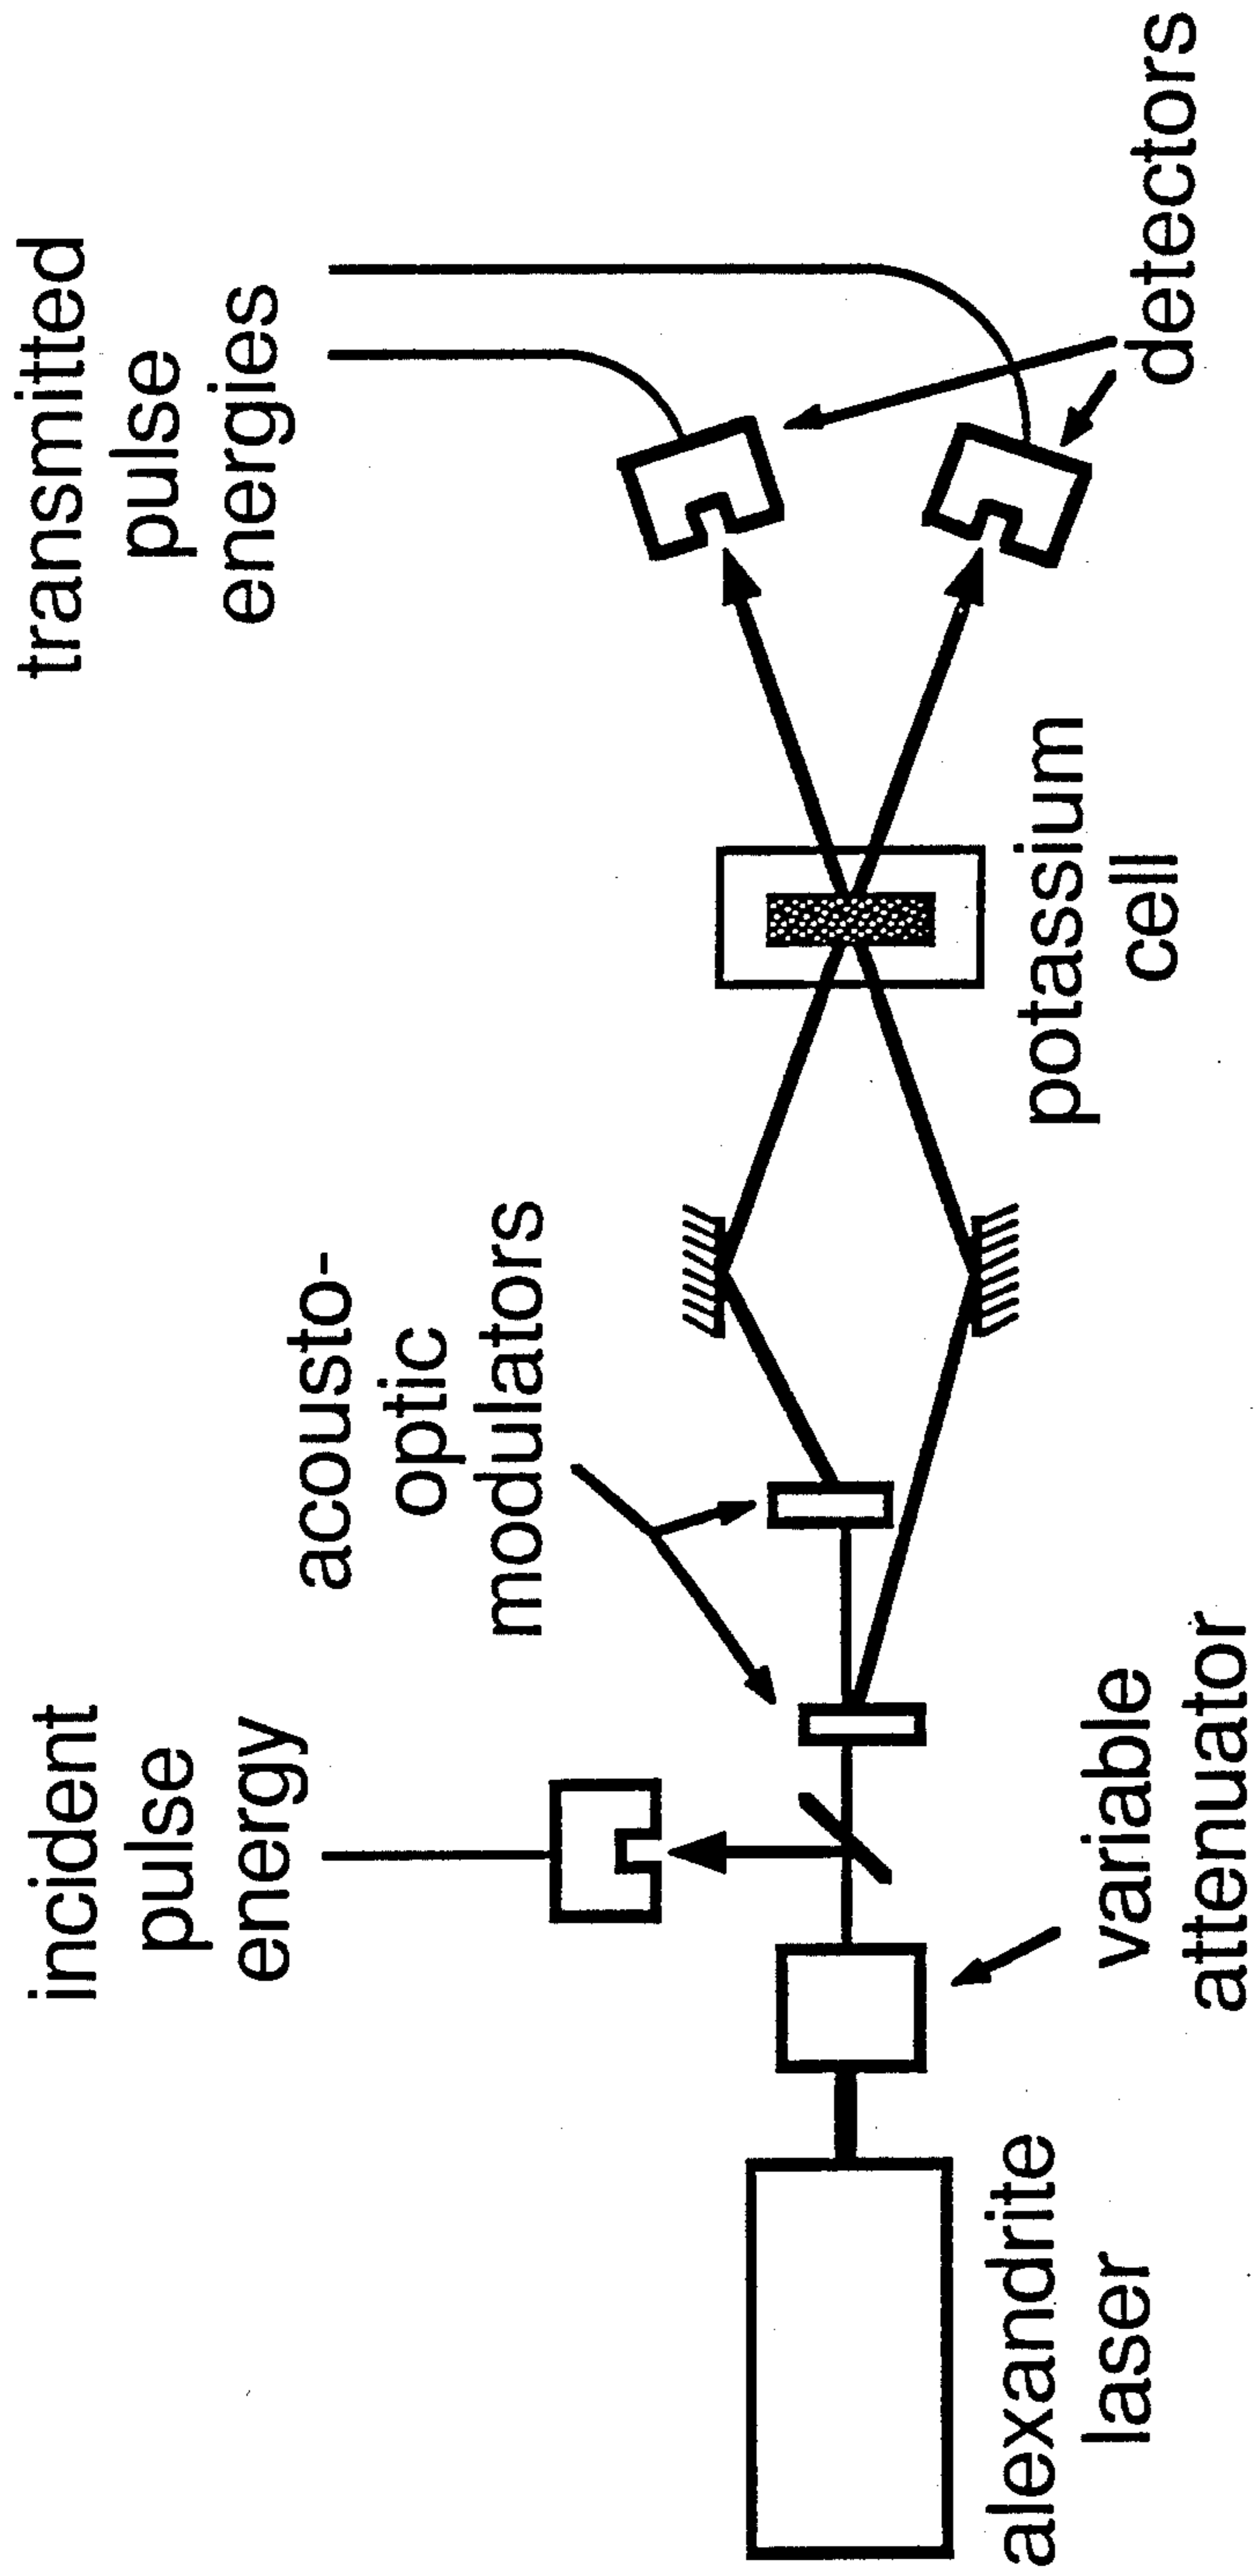 incident
pulse
energy
acousto-
optic
modulators
transmitted
pulse
energies
alexandrite
laser
variable
attenuator
potassium
cell
detectors